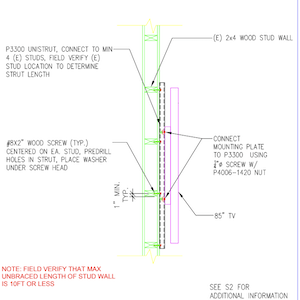 P3300 UNISTRUT, CONNECT TO MIN
4 (E) STUDS, FIELD VERIFY (E)
STUD LOCATION TO DETERMINE
STRUT LENGTH
(E) 2x4 WOOD STUD WALL
#8X2" WOOD SCREW (TYP.)
CENTERED ON EA. STUD, PREDRILL
HOLES IN STRUT, PLACE WASHER
UNDER SCREW HEAD
1" MIN.
TYP.
CONNECT
MOUNTING PLATE
TO P3300 USING
¼"ø SCREW W/
P4006-1420 NUT
85" TV
NOTE: FIELD VERIFY THAT MAX
UNBRACED LENGTH OF STUD WALL
IS 10FT OR LESS
SEE S2 FOR
ADDITIONAL INFORMATION